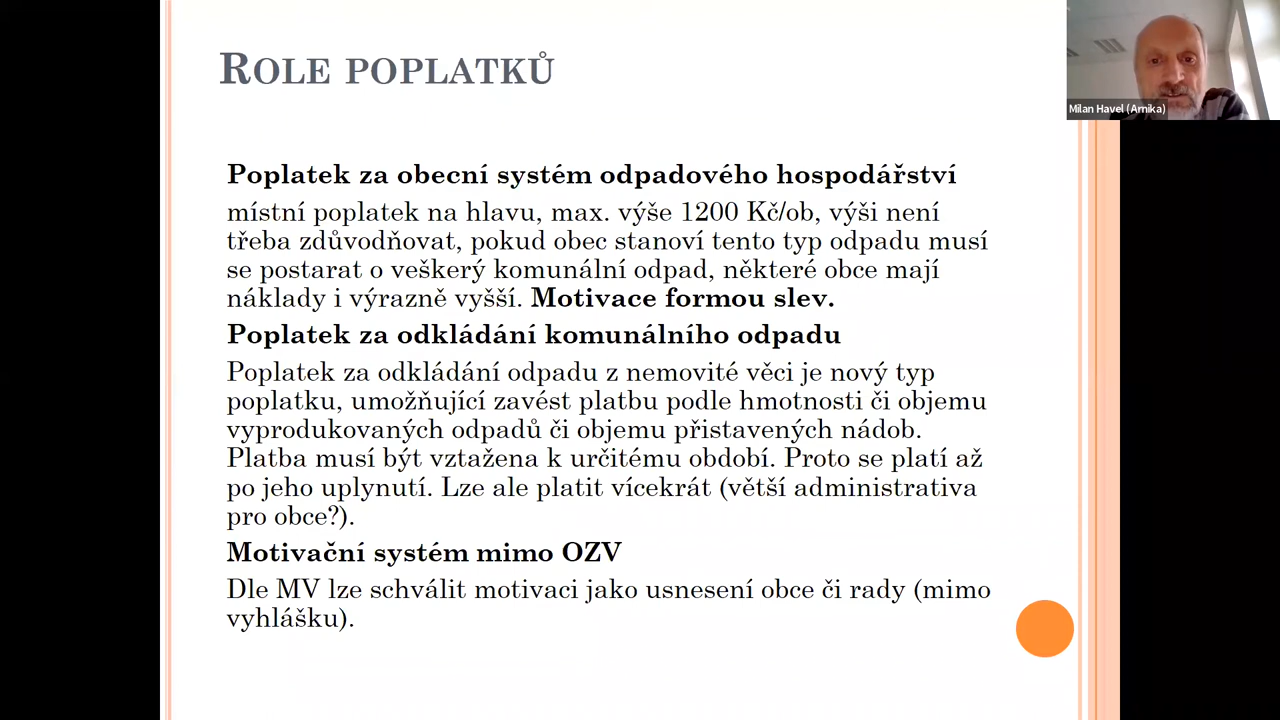 ROLE POPLATKŮ
Milan Havel (Arnika)
Poplatek za obecní systém odpadového hospodářství
místní poplatek na hlavu, max. výše 1200 Kč/ob, výši není
třeba zdůvodňovat, pokud obec stanoví tento typ odpadu musí
se postarat o veškerý komunální odpad, některé obce mají
náklady i výrazně vyšší. Motivace formou slev.
Poplatek za odkládání komunálního odpadu
Poplatek za odkládání odpadu z nemovité věci je nový typ
poplatku, umožňující zavést platbu podle hmotnosti či objemu
vyprodukovaných odpadů či objemu přistavených nádob.
Platba musí být vztažena k určitému období. Proto se platí až
po jeho uplynutí. Lze ale platit vícekrát (větší administrativa
pro obce?).
Motivační systém mimo OZV
Dle MV lze schválit motivaci jako usnesení obce či rady (mimo
vyhlášku).